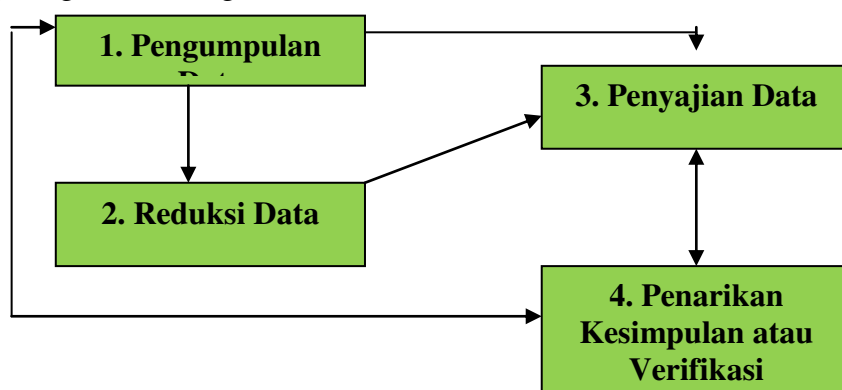 1. Pengumpulan
3. Penyajian Data
2. Reduksi Data
4. Penarikan
Kesimpulan atau
Verifikasi